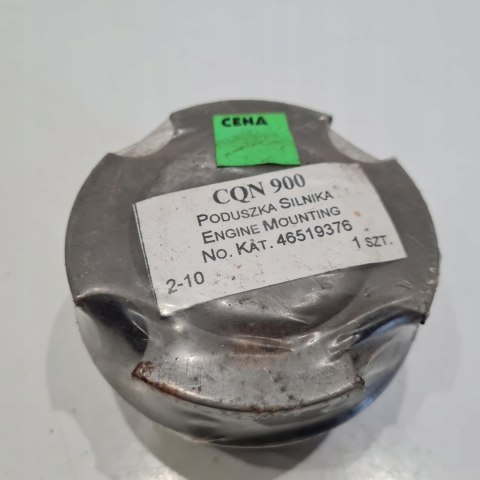 CENA
CQN 900
PODUSZKA SILNIKA
ENGINE MOUNTING
NO. KAT. 46519376
2-10 1 SZT.